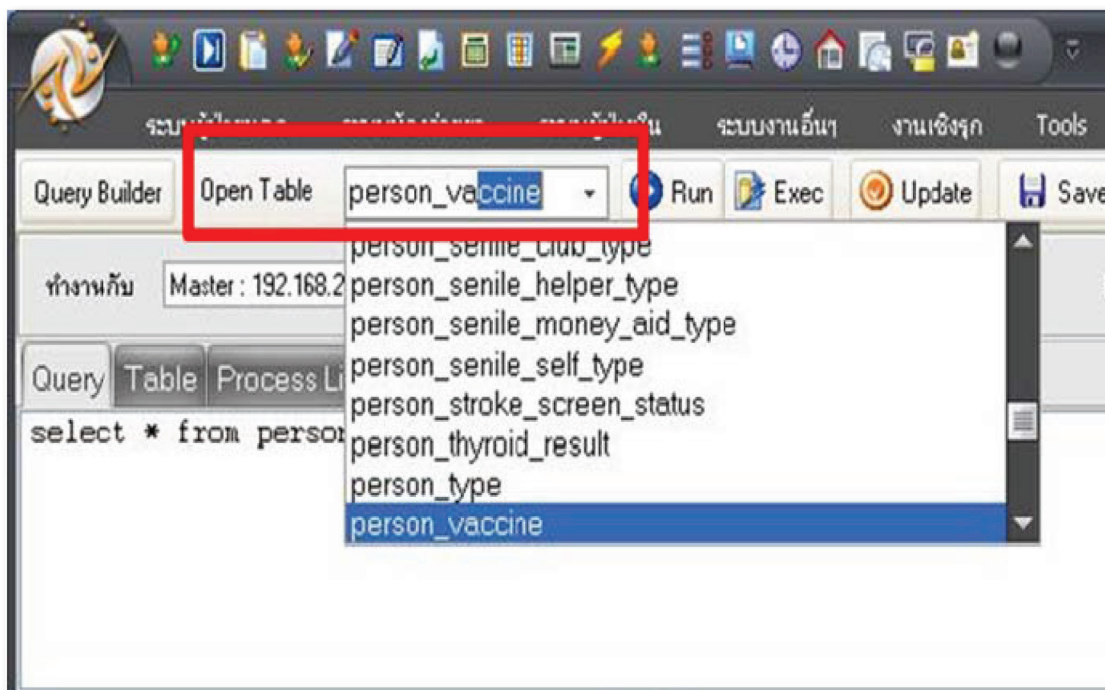 ระบบงานอื่นๆ งานเชิงรุก Tools
Query Builder Open Table person_vaccine Run Exec Update Save
person_senile_club_type
ทำงานกับ Master : 192.168.2 person_senile_helper_type
person_senile_money_aid_type
Query Table Process Li person_senile_self_type
select * from person person_stroke_screen_status
person_thyroid_result
person_type
person_vaccine